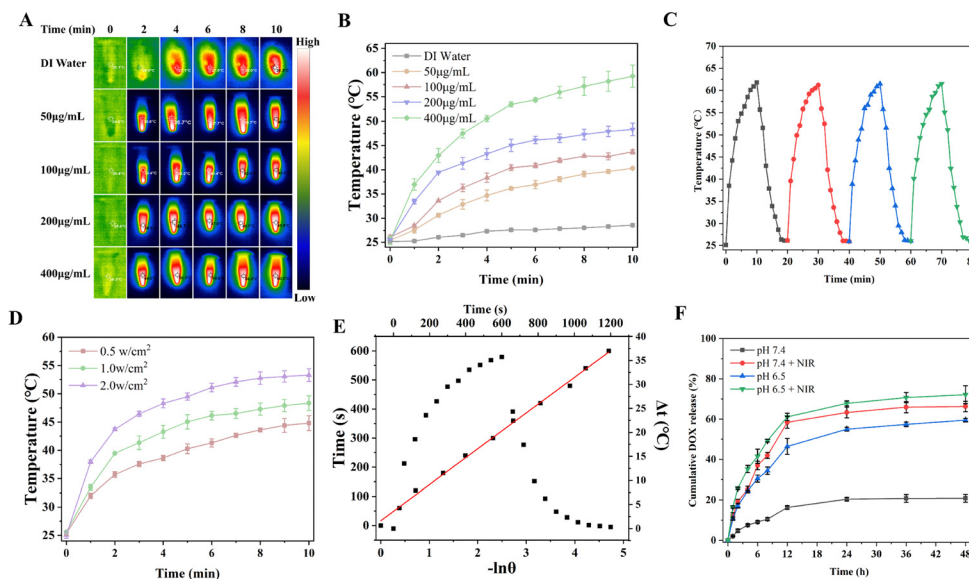 A
Time (min) 0 2 4 6 8 10
High
DI Water
50μg/mL
100μg/mL
200μg/mL
400μg/mL
Low
B
DI Water
50μg/mL
100μg/mL
200μg/mL
400μg/mL
Temperature (°C)
65
60
55
50
45
40
35
30
25
0 2 4 6 8 10
Time (min)
C
Temperature (°C)
70
65
60
55
50
45
40
35
30
25
0 10 20 30 40 50 60 70 80
Time (min)
D
0.5 w/cm²
1.0w/cm²
2.0w/cm²
Temperature (°C)
60
55
50
45
40
35
30
25
0 2 4 6 8 10
Time (min)
E
Time (s)
0 200 400 600 800 1000 1200
Time (s)
600
500
400
300
200
100
0
Δt (°C)
40
35
30
25
20
15
10
5
0
0 1 2 3 4 5
-lnθ
F
pH 7.4
pH 7.4 + NIR
pH 6.5
pH 6.5 + NIR
Cumulative DOX release (%)
100
80
60
40
20
0
0 6 12 18 24 30 36 42 48
Time (h)